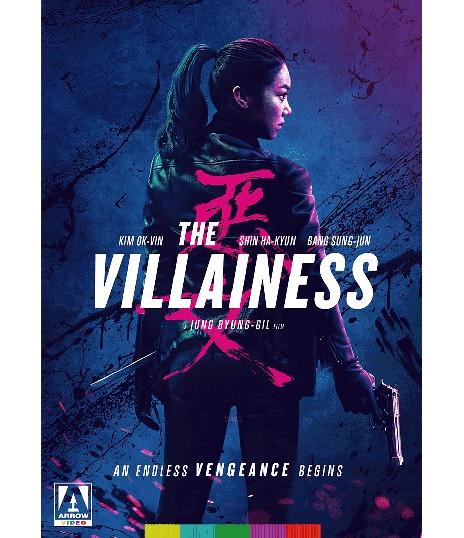 KIM OK-VIN THE SHIN HA-KYUN BANG SUNG-JUN
VILLAINESS
A JUNG BYUNG-GIL FILM
惡女
AN ENDLESS VENGEANCE BEGINS
ARROW
VIDEO